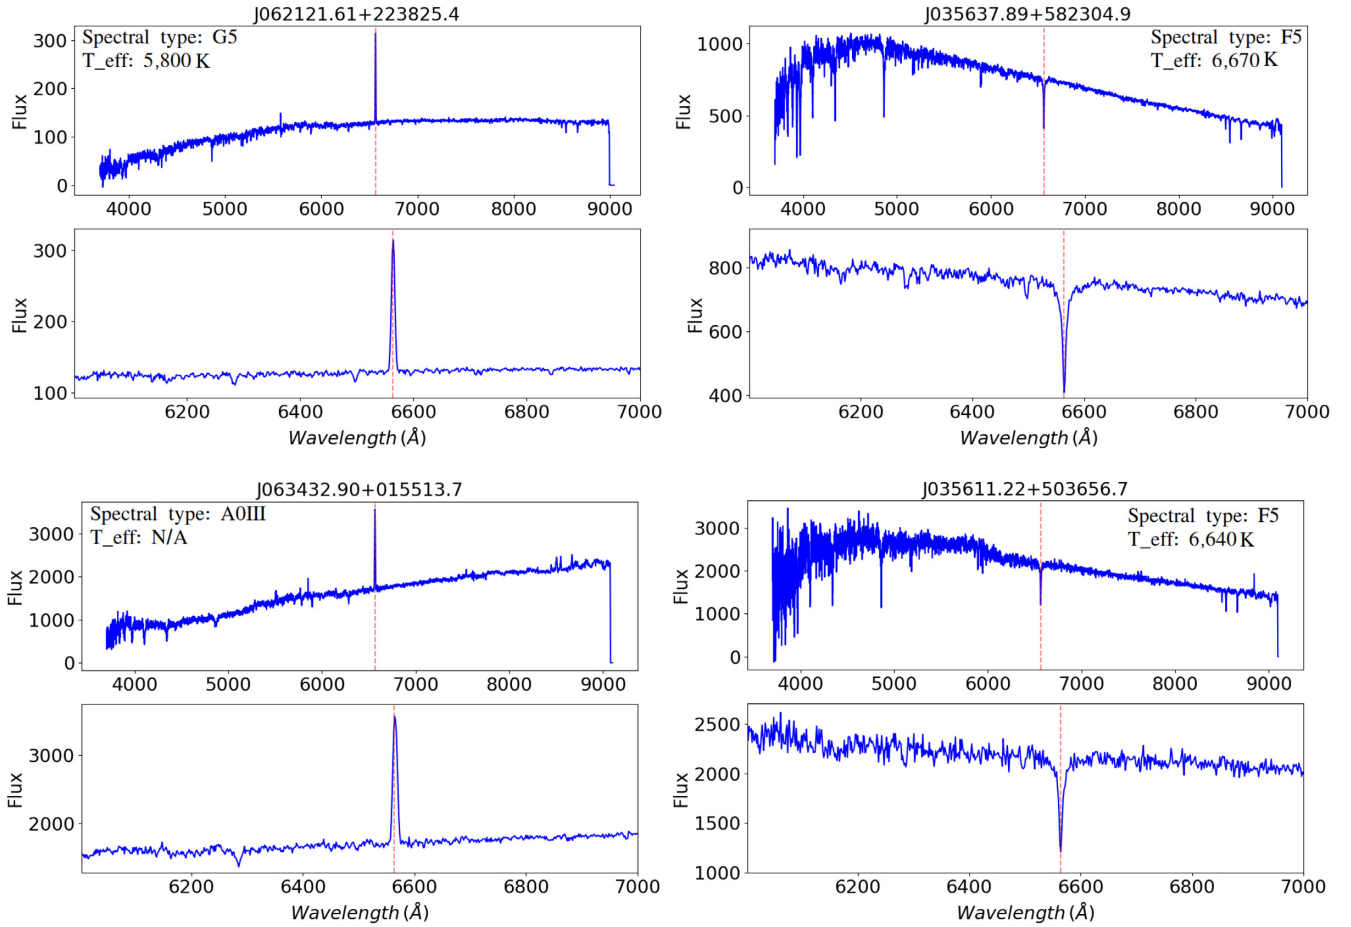 J062121.61+223825.4
Spectral type: G5
T_eff: 5,800 K
Flux
300
200
100
0
4000 5000 6000 7000 8000 9000
Flux
300
200
100
6200 6400 6600 6800 7000
Wavelength (Å)
J035637.89+582304.9
Spectral type: F5
T_eff: 6,670 K
Flux
1000
500
0
4000 5000 6000 7000 8000 9000
Flux
800
600
400
6200 6400 6600 6800 7000
Wavelength (Å)
J063432.90+015513.7
Spectral type: A0III
T_eff: N/A
Flux
3000
2000
1000
0
4000 5000 6000 7000 8000 9000
Flux
3000
2000
6200 6400 6600 6800 7000
Wavelength (Å)
J035611.22+503656.7
Spectral type: F5
T_eff: 6,640 K
Flux
3000
2000
1000
0
4000 5000 6000 7000 8000 9000
Flux
2500
2000
1500
1000
6200 6400 6600 6800 7000
Wavelength (Å)